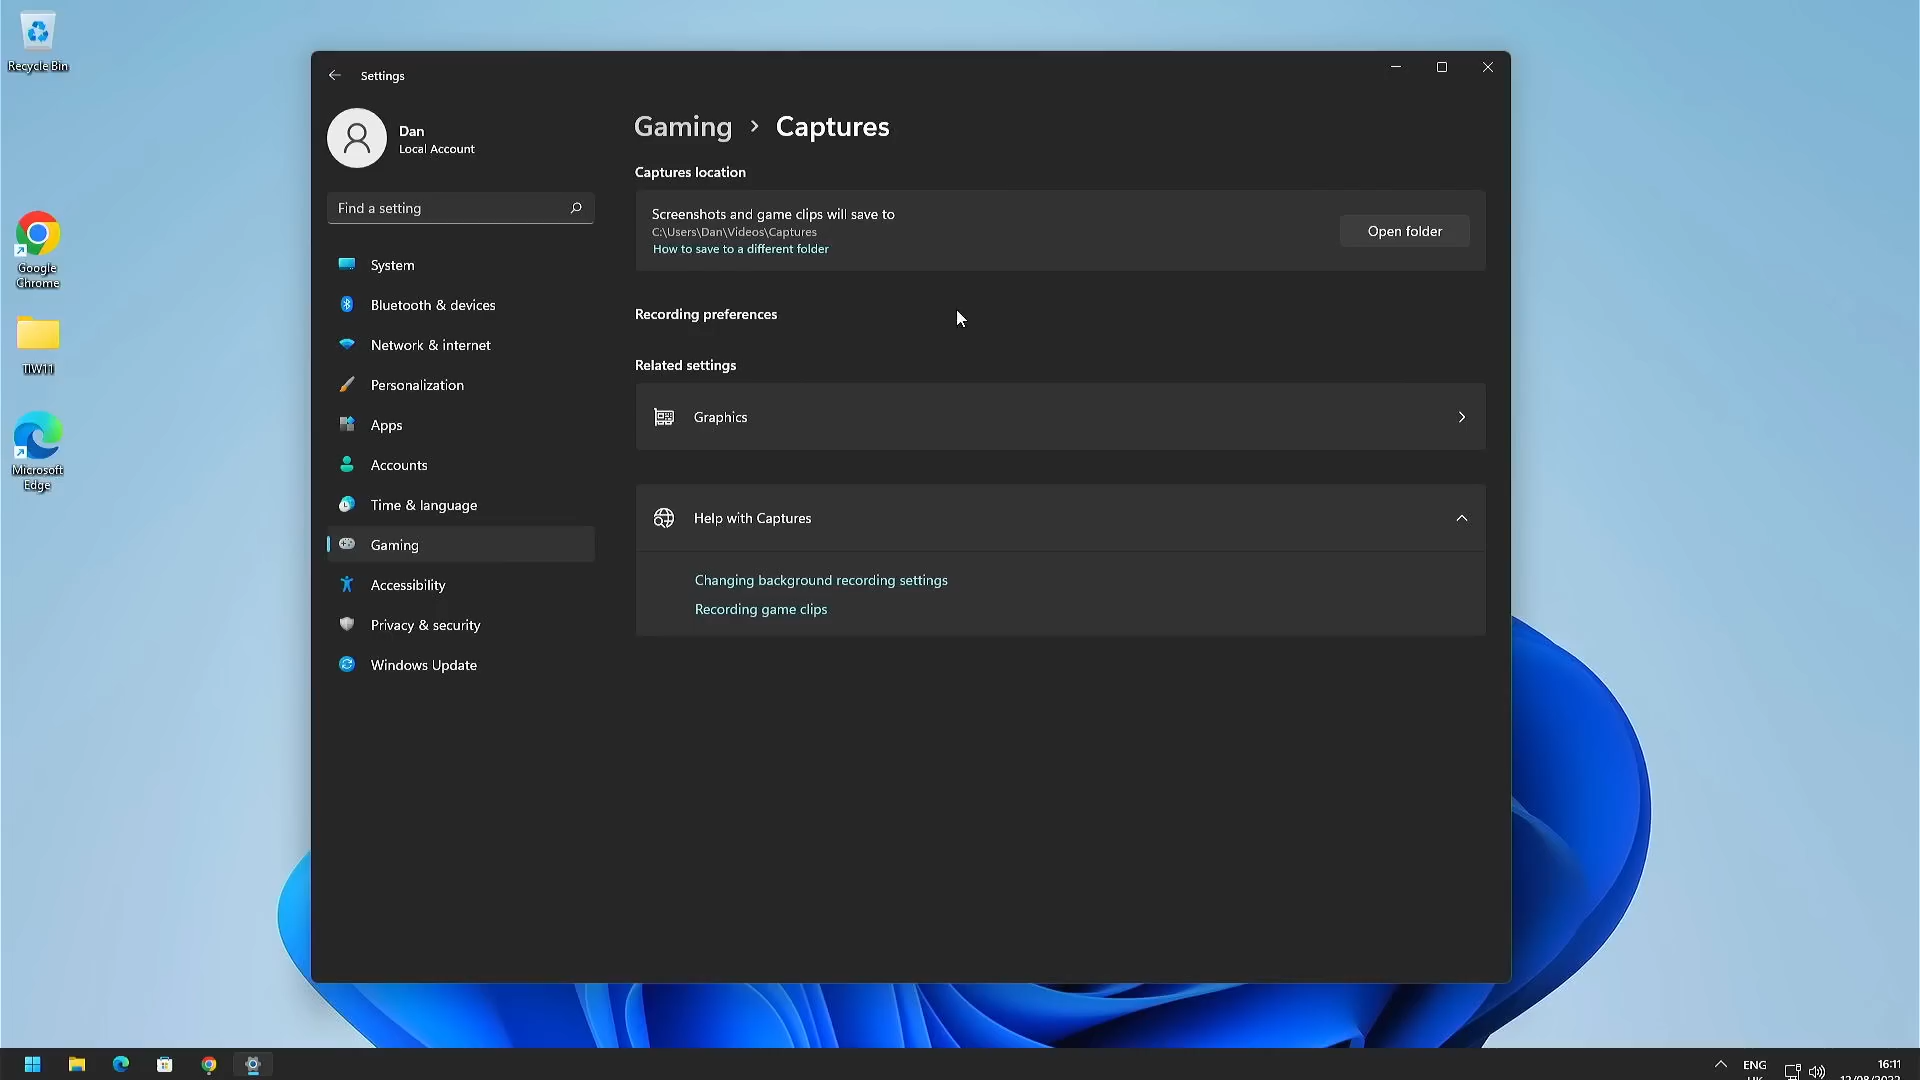 Recycle Bin
Google
Chrome
TIW11
Microsoft
Edge
Settings
Dan
Local Account
Find a setting
System
Bluetooth & devices
Network & internet
Personalization
Apps
Accounts
Time & language
Gaming
Accessibility
Privacy & security
Windows Update
Gaming > Captures
Captures location
Screenshots and game clips will save to
C:\Users\Dan\Videos\Captures
How to save to a different folder
Open folder
Recording preferences
Related settings
Graphics
Help with Captures
Changing background recording settings
Recording game clips
ENG
16:11